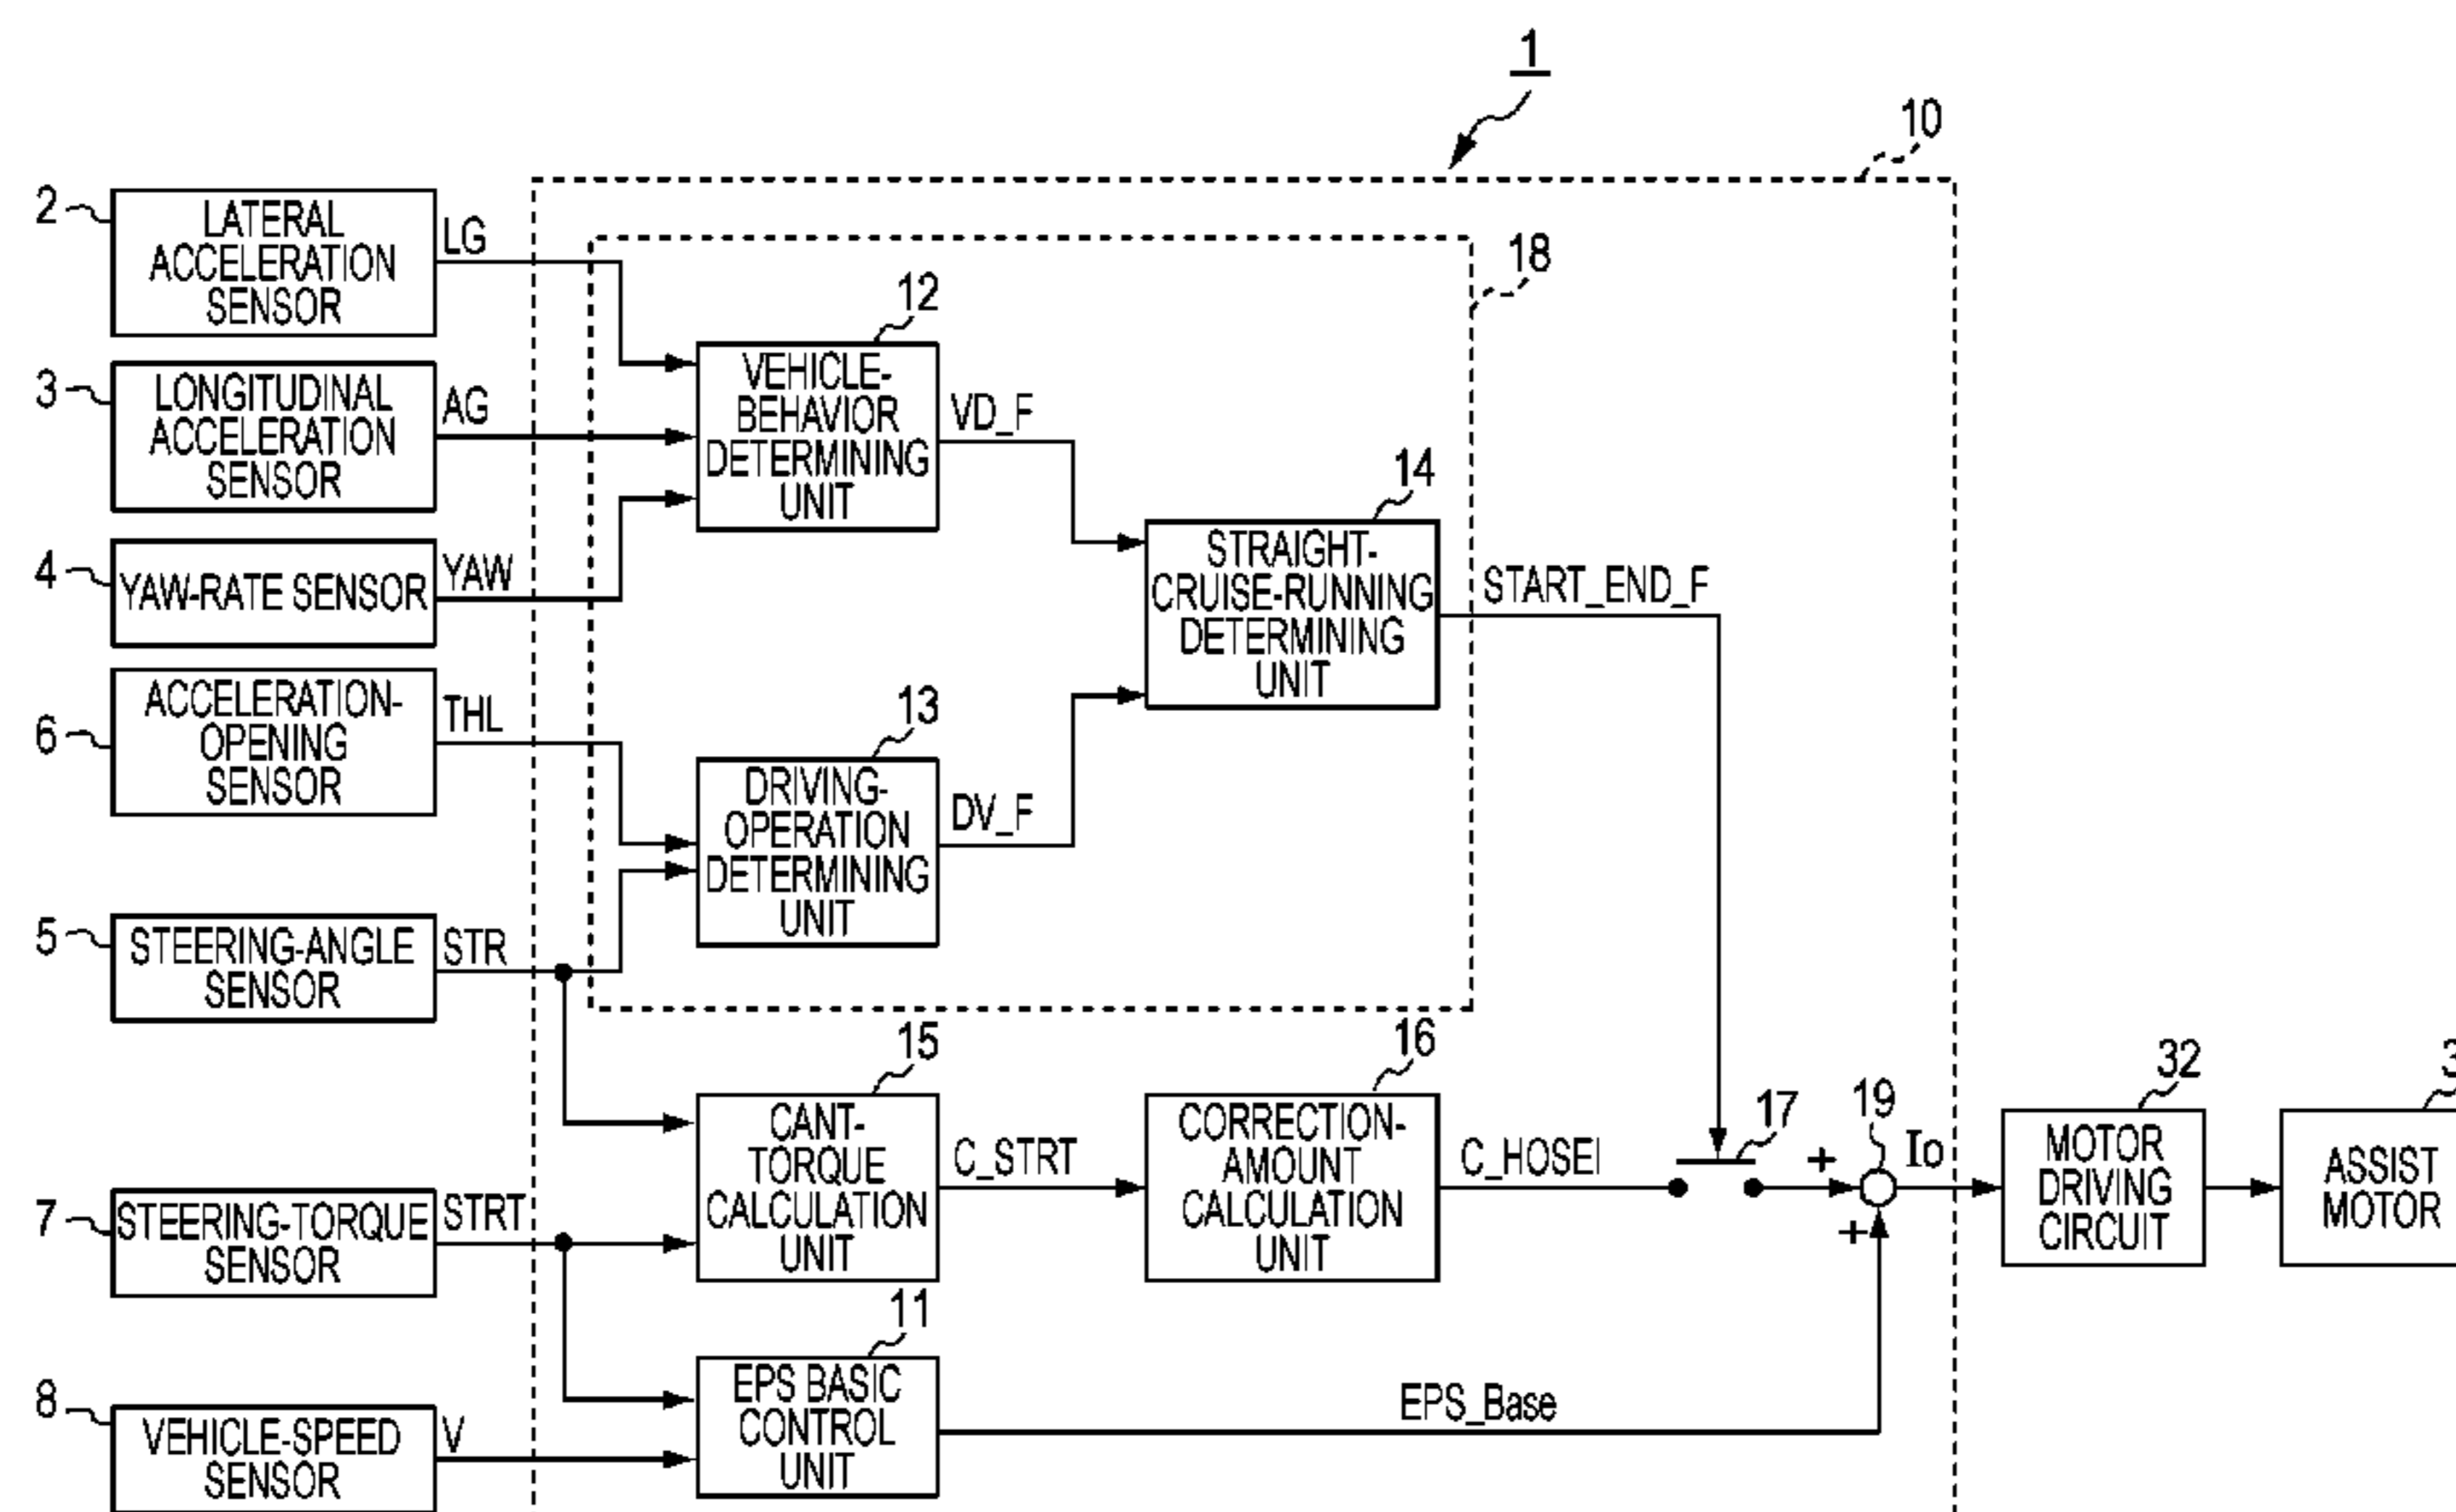 1
10
2
LATERAL
ACCELERATION
SENSOR
LG
18
12
3
LONGITUDINAL
ACCELERATION
SENSOR
AG
VEHICLE-
BEHAVIOR
DETERMINING
UNIT
VD_F
4
YAW-RATE SENSOR
YAW
14
STRAIGHT-
CRUISE-RUNNING
DETERMINING
UNIT
START_END_F
6
ACCELERATION-
OPENING
SENSOR
THL
13
DRIVING-
OPERATION
DETERMINING
UNIT
DV_F
5
STEERING-ANGLE
SENSOR
STR
15
CANT-
TORQUE
CALCULATION
UNIT
C_STRT
16
CORRECTION-
AMOUNT
CALCULATION
UNIT
C_HOSEI
17
+
19
+
Io
32
MOTOR
DRIVING
CIRCUIT
3
ASSIST
MOTOR
7
STEERING-TORQUE
SENSOR
STRT
11
EPS BASIC
CONTROL
UNIT
EPS_Base
8
VEHICLE-SPEED
SENSOR
V